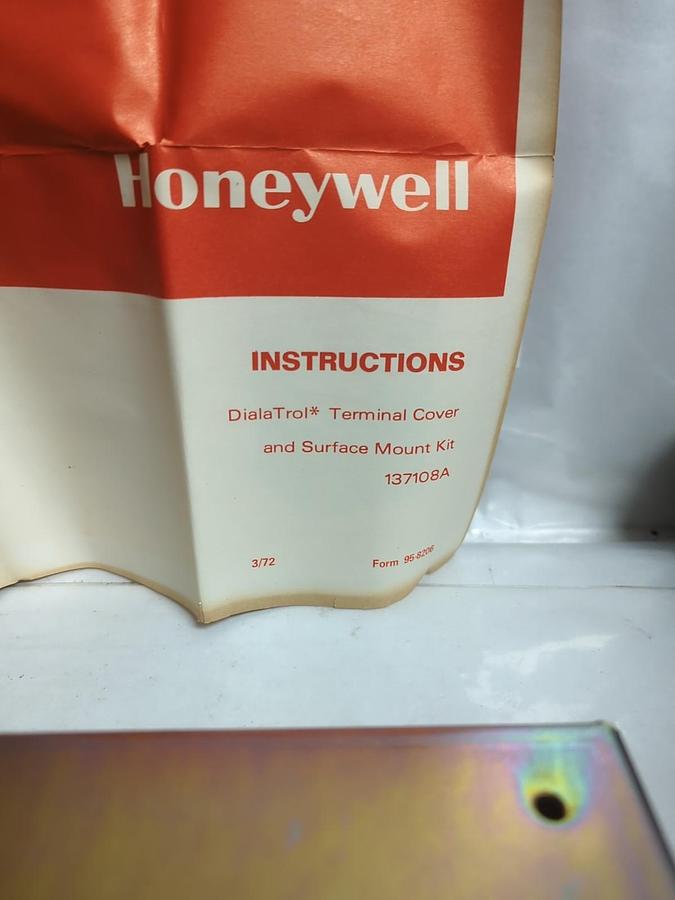 Honeywell
INSTRUCTIONS
DialaTrol* Terminal Cover
and Surface Mount Kit
137108A
3/72 Form 95-8206